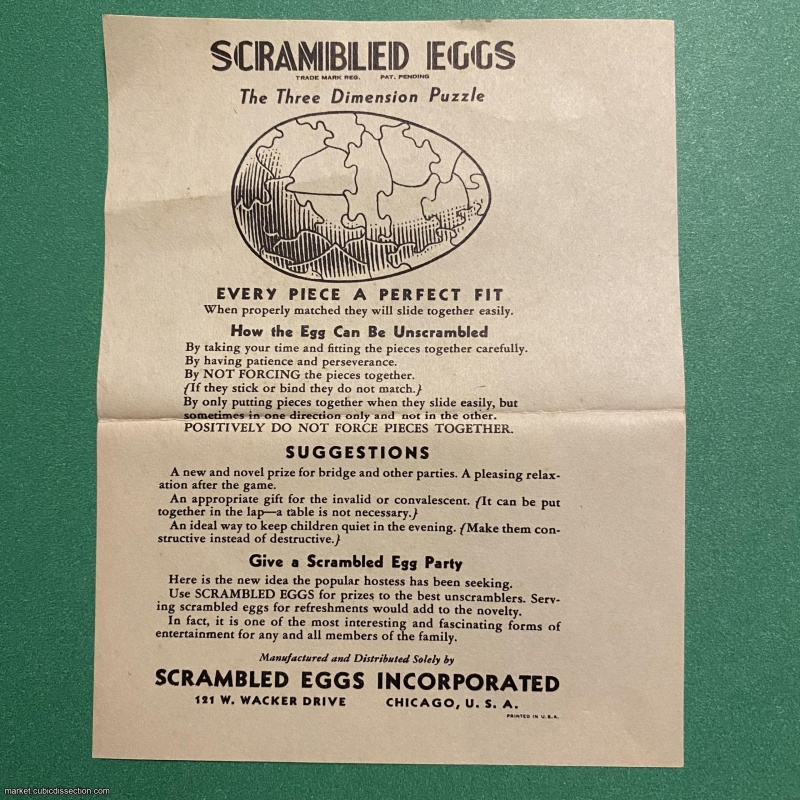 SCRAMBLED EGGS
TRADE MARK REG. PAT. PENDING
The Three Dimension Puzzle
EVERY PIECE A PERFECT FIT
When properly matched they will slide together easily.
How the Egg Can Be Unscrambled
By taking your time and fitting the pieces together carefully.
By having patience and perseverance.
By NOT FORCING the pieces together.
{If they stick or bind they do not match.}
By only putting pieces together when they slide easily, but
sometimes in one direction only and not in the other.
POSITIVELY DO NOT FORCE PIECES TOGETHER.
SUGGESTIONS
A new and novel prize for bridge and other parties. A pleasing relax-
ation after the game.
An appropriate gift for the invalid or convalescent. {It can be put
together in the lap—a table is not necessary.}
An ideal way to keep children quiet in the evening. {Make them con-
structive instead of destructive.}
Give a Scrambled Egg Party
Here is the new idea the popular hostess has been seeking.
Use SCRAMBLED EGGS for prizes to the best unscramblers. Serv-
ing scrambled eggs for refreshments would add to the novelty.
In fact, it is one of the most interesting and fascinating forms of
entertainment for any and all members of the family.
Manufactured and Distributed Solely by
SCRAMBLED EGGS INCORPORATED
121 W. WACKER DRIVE CHICAGO, U. S. A.
PRINTED IN U.S.A.
market.cubicdissection.com